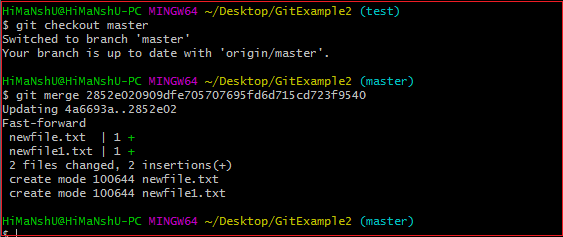 HiMaNshU@HiMaNshU-PC MINGW64 ~/Desktop/GitExample2 (test)
$ git checkout master
Switched to branch 'master'
Your branch is up to date with 'origin/master'.
HiMaNshU@HiMaNshU-PC MINGW64 ~/Desktop/GitExample2 (master)
$ git merge 2852e020909dfe705707695fd6d715cd723f9540
Updating 4a6693a..2852e02
Fast-forward
newfile.txt | 1 +
newfile1.txt | 1 +
2 files changed, 2 insertions(+)
create mode 100644 newfile.txt
create mode 100644 newfile1.txt
HiMaNshU@HiMaNshU-PC MINGW64 ~/Desktop/GitExample2 (master)
$